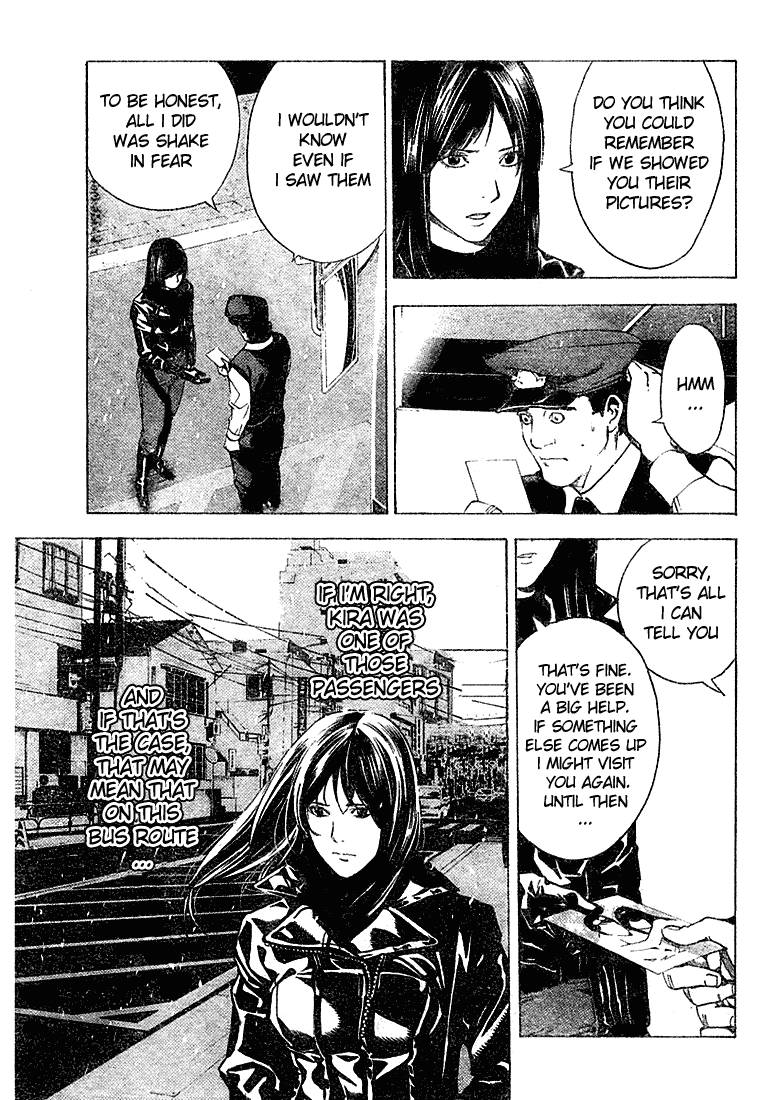 DO YOU THINK
YOU COULD
REMEMBER
IF WE SHOWED
YOU THEIR
PICTURES?
I WOULDN'T
KNOW
EVEN IF
I SAW THEM
TO BE HONEST,
ALL I DID
WAS SHAKE
IN FEAR
HMM
...
SORRY,
THAT'S ALL
I CAN
TELL YOU
THAT'S FINE.
YOU'VE BEEN
A BIG HELP.
IF SOMETHING
ELSE COMES UP
I MIGHT VISIT
YOU AGAIN.
UNTIL THEN
...
IF I'M RIGHT,
KIRA WAS
ONE OF
THOSE
PASSENGERS
AND
IF THAT'S
THE CASE,
THAT MAY
MEAN THAT
ON THIS
BUS ROUTE
...